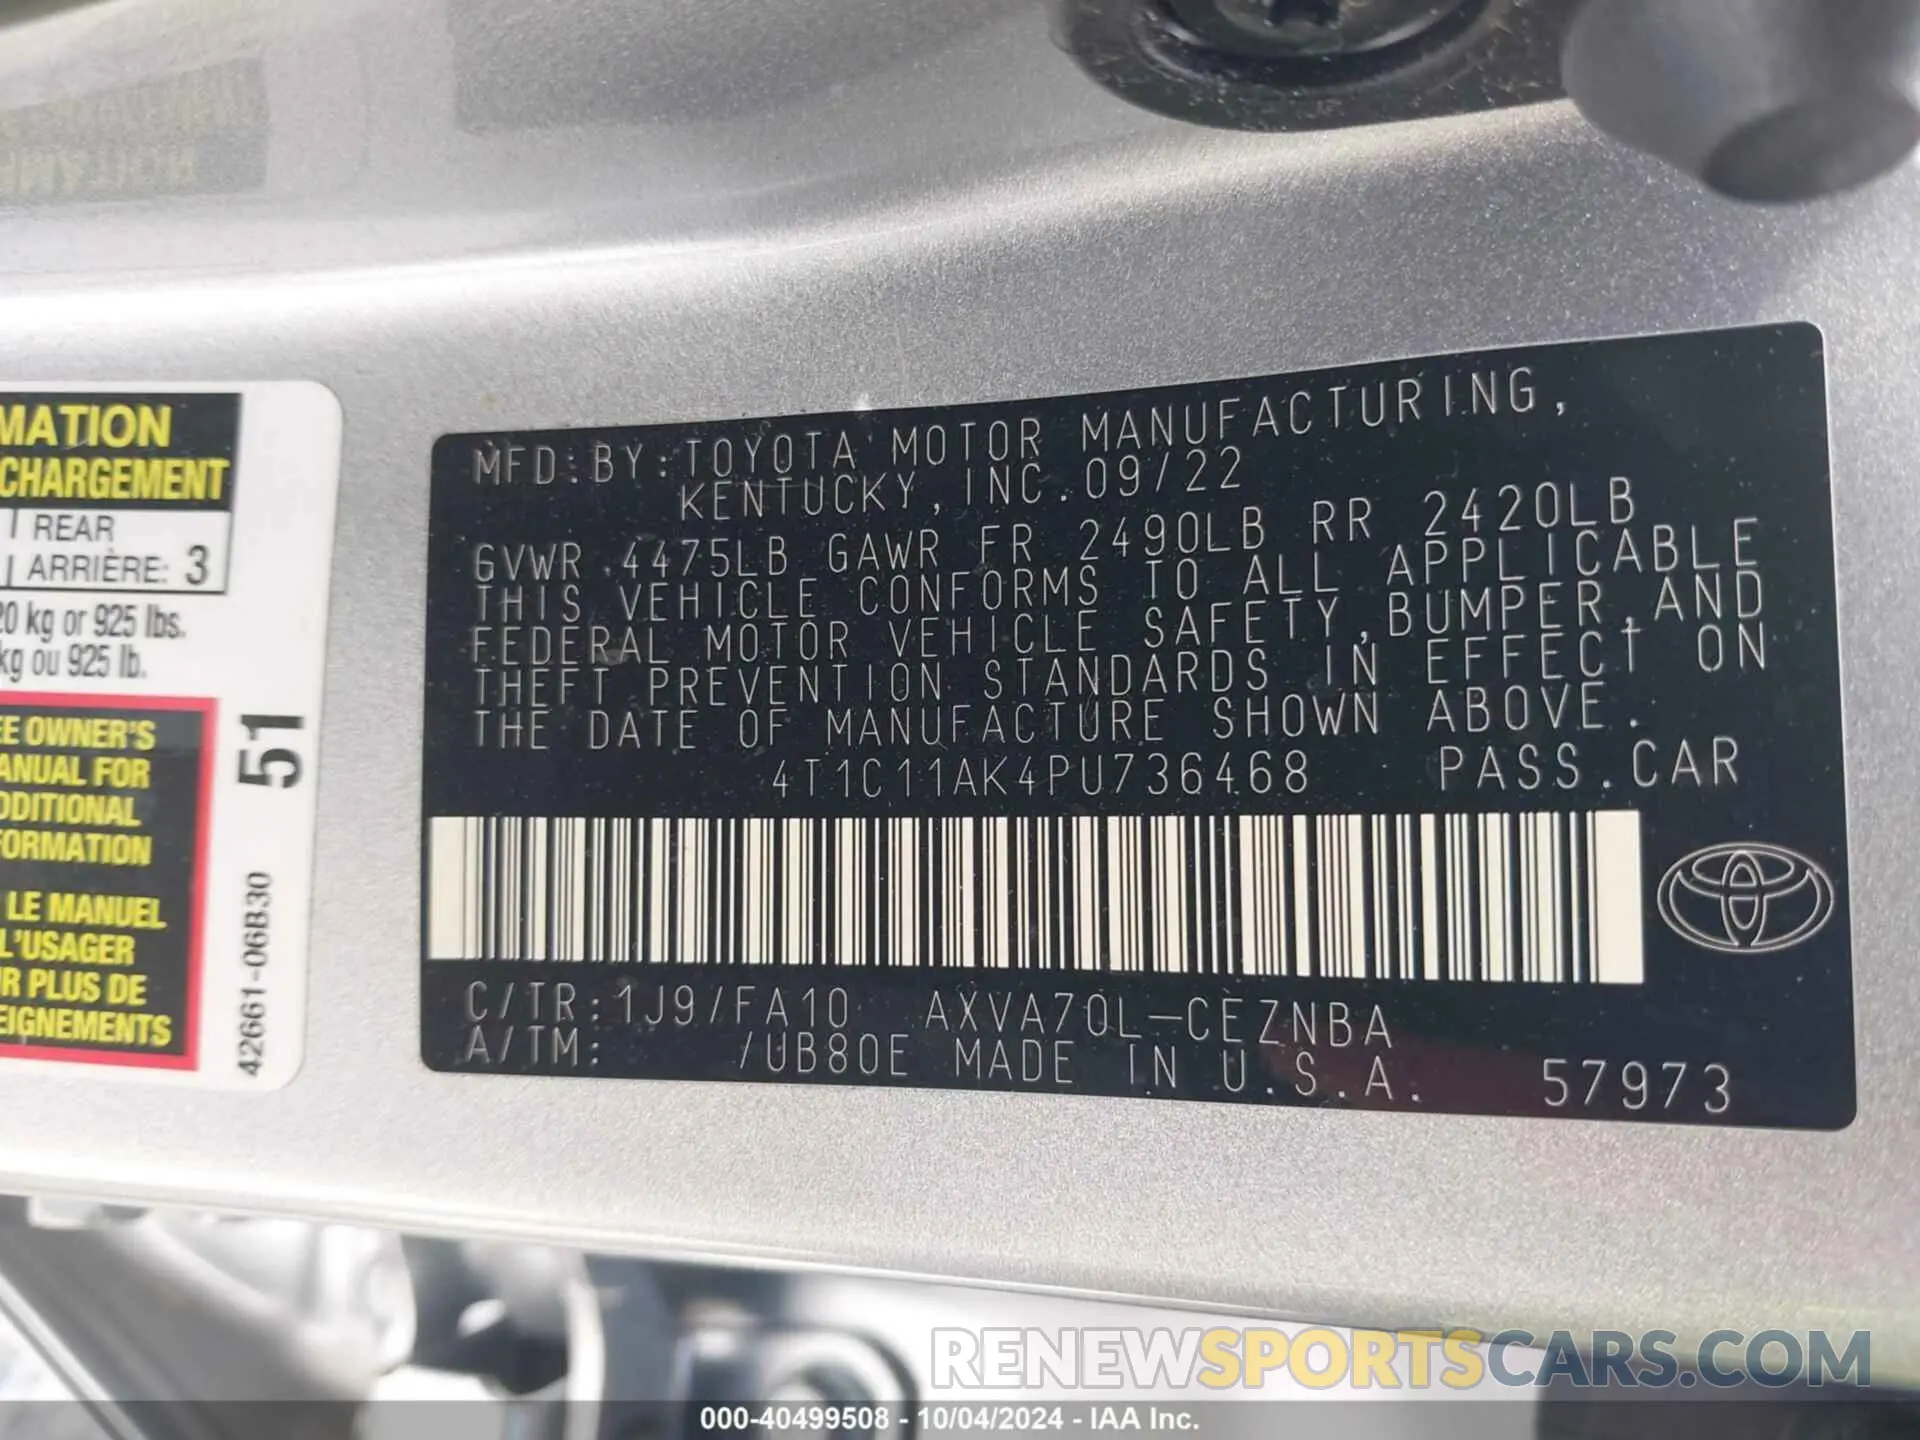 MATION
CHARGEMENT
REAR
ARRIÈRE: 3
20 kg or 925 lbs.
kg ou 925 lb.
EE OWNER'S
ANUAL FOR
DDITIONAL
FORMATION
LE MANUEL
L'USAGER
R PLUS DE
EIGNEMENTS
51
42661-06B30
MFD.BY:TOYOTA MOTOR MANUFACTURING,
KENTUCKY, INC.09/22
GVWR 4475LB GAWR FR 2490LB RR 2420LB
THIS VEHICLE CONFORMS TO ALL APPLICABLE
FEDERAL MOTOR VEHICLE SAFETY,BUMPER,AND
THEFT PREVENTION STANDARDS IN EFFECT ON
THE DATE OF MANUFACTURE SHOWN ABOVE.
4T1C11AK4PU736468 PASS.CAR
C/TR:1J9/FA10 AXVA70L-CEZNBA
A/TM: /UB80E MADE IN U.S.A. 57973
RENEWSPORTSCARS.COM
000-40499508 - 10/04/2024 - IAA Inc.